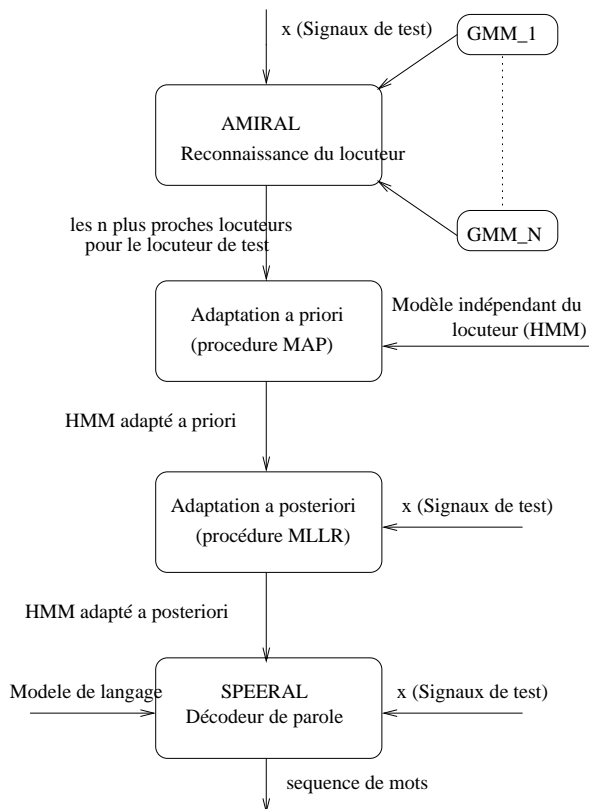 x (Signaux de test)
GMM_1
AMIRAL
Reconnaissance du locuteur
les n plus proches locuteurs
pour le locuteur de test
GMM_N
Adaptation a priori
(procedure MAP)
Modèle indépendant du
locuteur (HMM)
HMM adapté a priori
Adaptation a posteriori
(procédure MLLR)
x (Signaux de test)
HMM adapté a posteriori
Modele de langage
SPEERAL
Décodeur de parole
x (Signaux de test)
sequence de mots